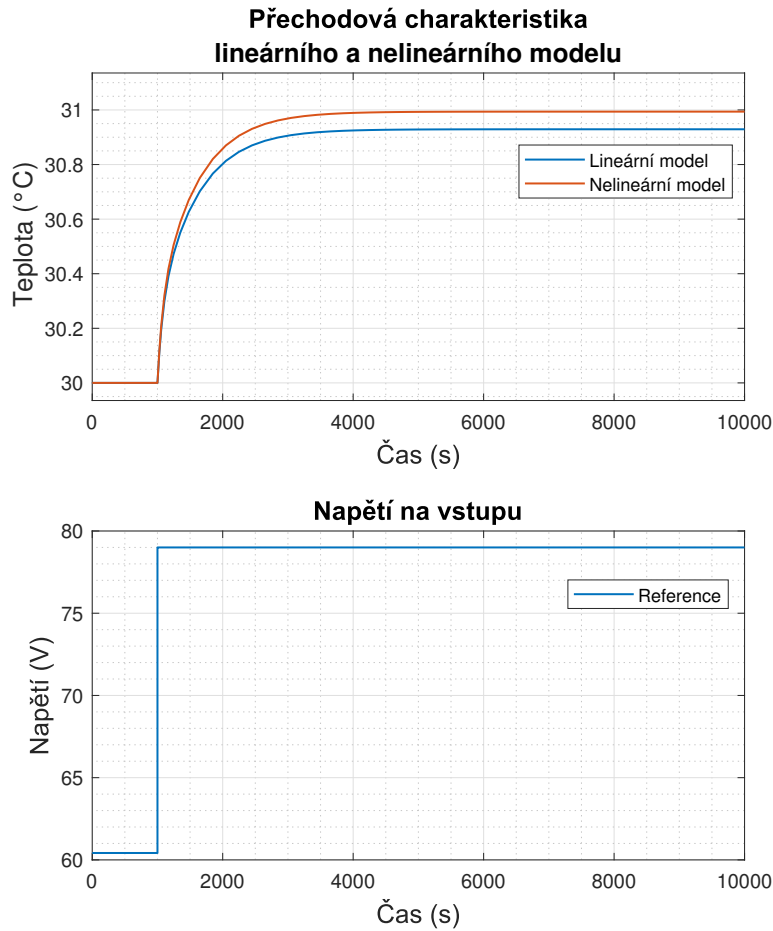 Přechodová charakteristika
lineárního a nelineárního modelu
31
30.8
30.6
30.4
30.2
30
Teplota (°C)
Lineární model
Nelineární model
0 2000 4000 6000 8000 10000
Čas (s)
Napětí na vstupu
80
75
70
65
60
Napětí (V)
Reference
0 2000 4000 6000 8000 10000
Čas (s)